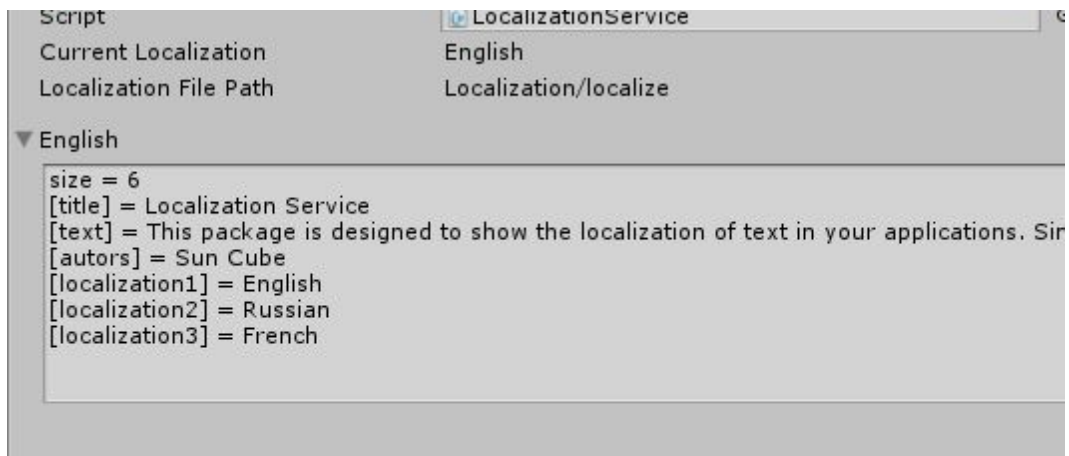 Script LocalizationService
Current Localization English
Localization File Path Localization/localize
English
size = 6
[title] = Localization Service
[text] = This package is designed to show the localization of text in your applications.
[autors] = Sun Cube
[localization1] = English
[localization2] = Russian
[localization3] = French